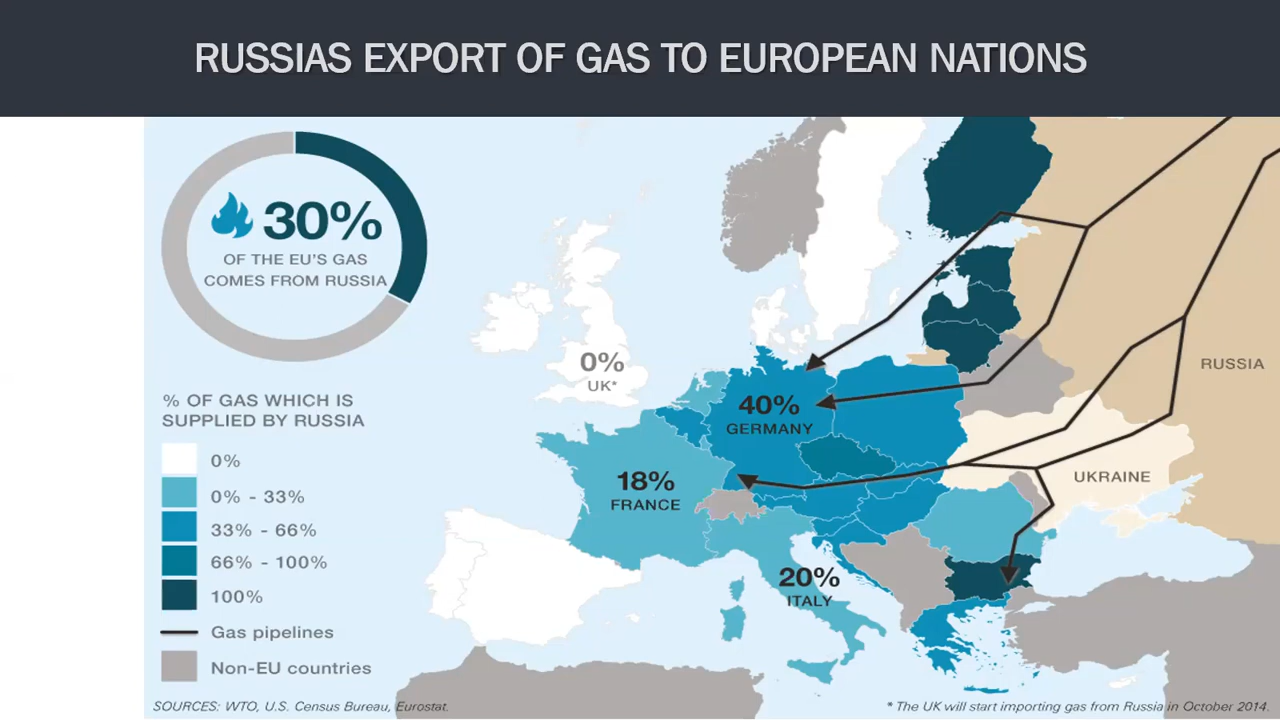 RUSSIAS EXPORT OF GAS TO EUROPEAN NATIONS
30%
OF THE EU'S GAS
COMES FROM RUSSIA
% OF GAS WHICH IS
SUPPLIED BY RUSSIA
0%
0% - 33%
33% - 66%
66% - 100%
100%
Gas pipelines
Non-EU countries
0%
UK*
40%
GERMANY
18%
FRANCE
20%
ITALY
RUSSIA
UKRAINE
SOURCES: WTO, U.S. Census Bureau, Eurostat.
* The UK will start importing gas from Russia in October 2014.